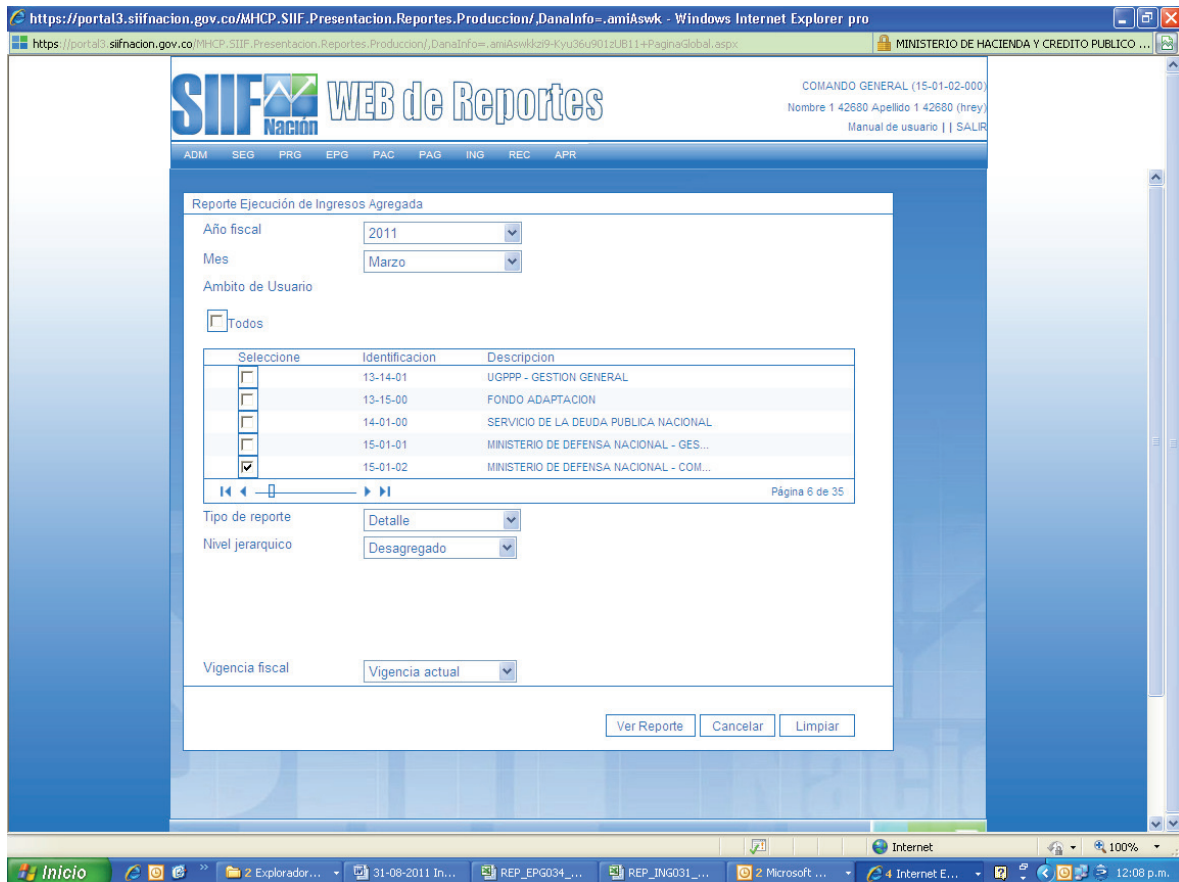 https://portal3.siifnacion.gov.co/MHCP.SIIF.Presentacion.Reportes.Produccion/,DanaInfo=.amiAswk - Windows Internet Explorer pro
https://portal3.siifnacion.gov.co/MHCP.SIIF.Presentacion.Reportes.Produccion/,DanaInfo=.amiAswkkzi9-Kyu36u901zUB11+PaginaGlobal.aspx MINISTERIO DE HACIENDA Y CREDITO PUBLICO ...
SIIF Nación WEB de Reportes
COMANDO GENERAL (15-01-02-000)
Nombre 1 42680 Apellido 1 42680 (hrey)
Manual de usuario | | SALIR
ADM SEG PRG EPG PAC PAG ING REC APR
Reporte Ejecución de Ingresos Agregada
Año fiscal 2011
Mes Marzo
Ambito de Usuario
Todos
Seleccione Identificacion Descripcion
13-14-01 UGPPP - GESTION GENERAL
13-15-00 FONDO ADAPTACION
14-01-00 SERVICIO DE LA DEUDA PUBLICA NACIONAL
15-01-01 MINISTERIO DE DEFENSA NACIONAL - GES...
15-01-02 MINISTERIO DE DEFENSA NACIONAL - COM...
Página 6 de 35
Tipo de reporte Detalle
Nivel jerarquico Desagregado
Vigencia fiscal Vigencia actual
Ver Reporte Cancelar Limpiar
Internet 100%
Inicio 2 Explorador... 31-08-2011 In... REP_EPG034_... REP_ING031_... 2 Microsoft ... 4 Internet E... 12:08 p.m.